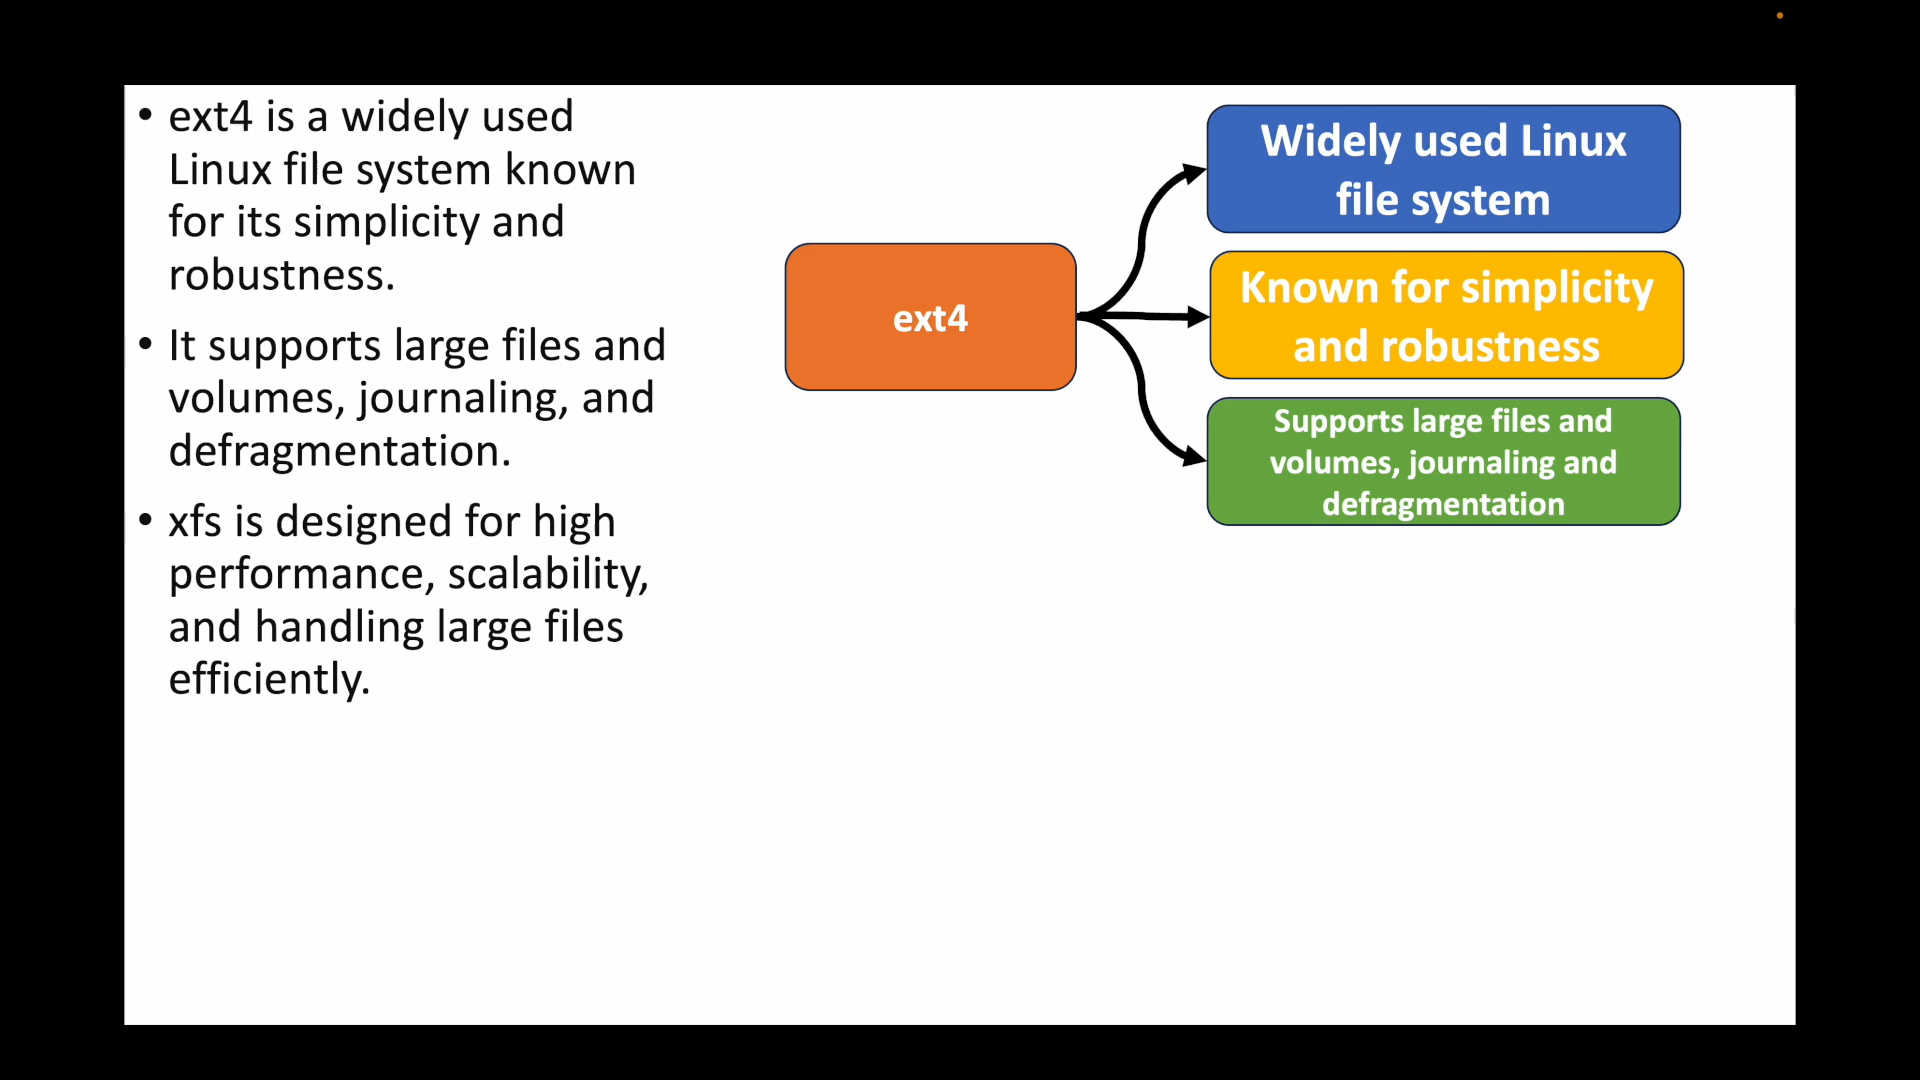 • ext4 is a widely used
Linux file system known
for its simplicity and
robustness.
• It supports large files and
volumes, journaling, and
defragmentation.
• xfs is designed for high
performance, scalability,
and handling large files
efficiently.
ext4
Widely used Linux
file system
Known for simplicity
and robustness
Supports large files and
volumes, journaling and
defragmentation